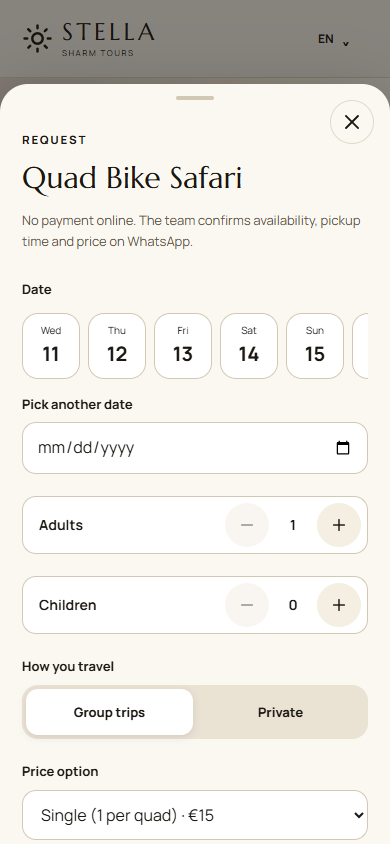 STELLA
SHARM TOURS
EN
REQUEST
Quad Bike Safari
No payment online. The team confirms availability, pickup
time and price on WhatsApp.
Date
Wed Thu Fri Sat Sun
11 12 13 14 15
Pick another date
mm/dd/yyyy
Adults 1
Children 0
How you travel
Group trips Private
Price option
Single (1 per quad) · €15